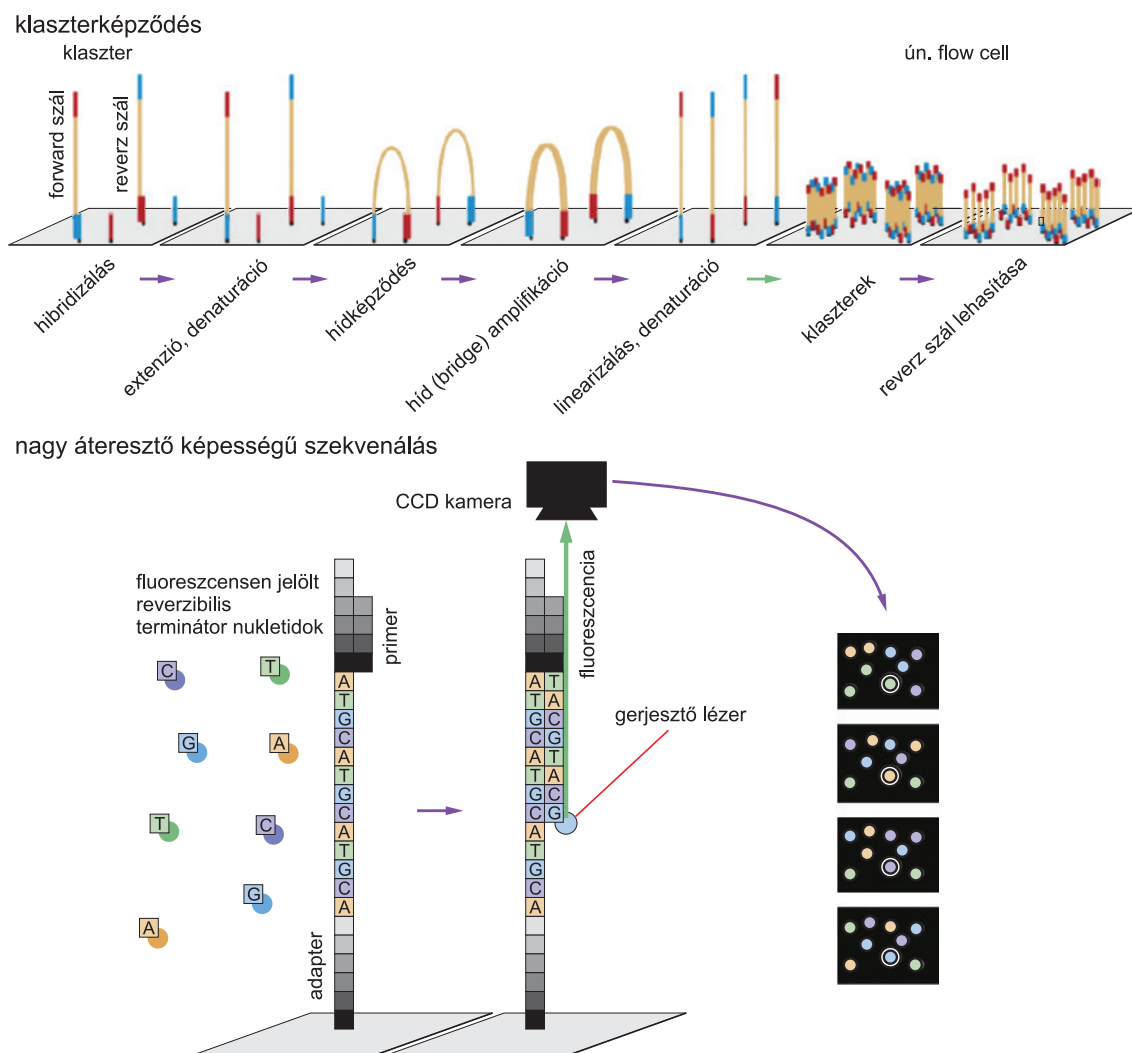 klaszterképződés
klaszter
ún. flow cell
forward szál
reverz szál
hibridizálás
extenzió, denaturáció
hídképződés
híd (bridge) amplifikáció
linearizálás, denaturáció
klaszterek
reverz szál lehasítása
nagy áteresztő képességű szekvenálás
CCD kamera
fluoreszcensen jelölt
reverzibilis
terminátor nukletidok
primer
fluoreszcencia
gerjesztő lézer
adapter
C
T
G
A
T
C
G
A
A
T
G
C
A
T
G
C
A
T
G
C
A
A T
T A
G C
C G
A T
T A
G C
C G
A
T
G
C
A